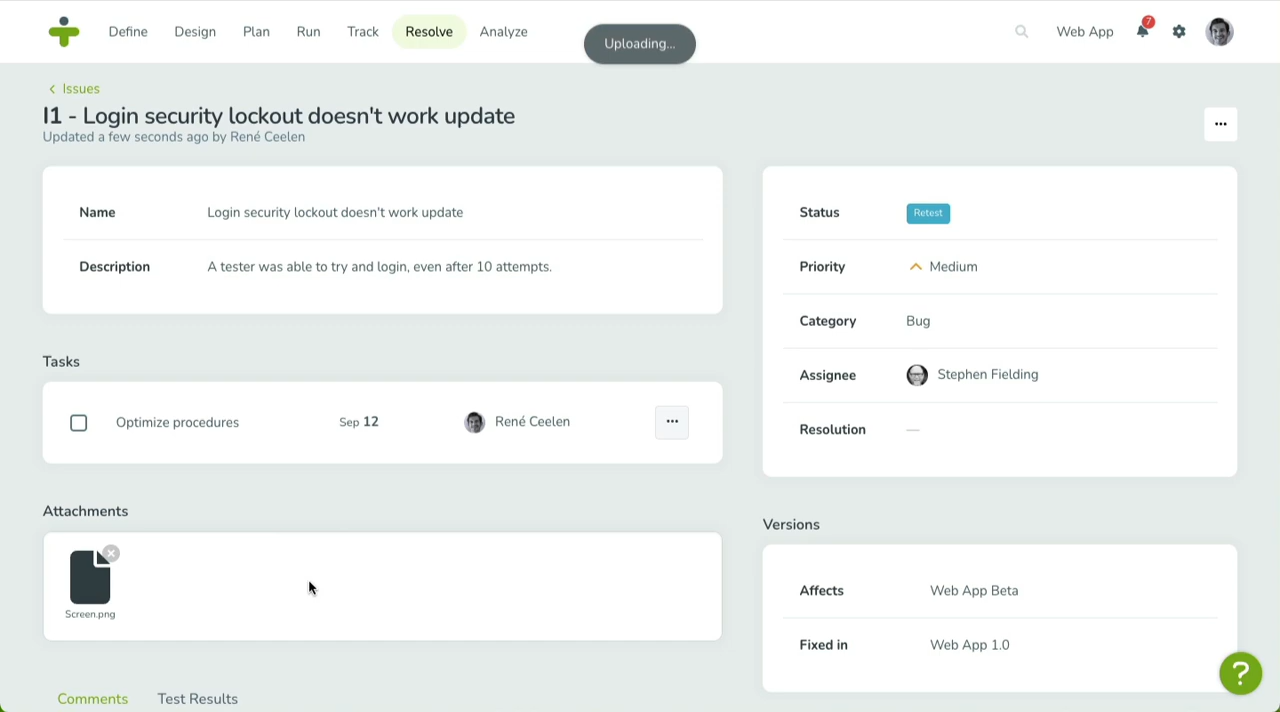 Define Design Plan Run Track Resolve Analyze
Uploading...
Web App
7
Issues
I1 - Login security lockout doesn't work update
Updated a few seconds ago by René Ceelen
...
Name Login security lockout doesn't work update
Description A tester was able to try and login, even after 10 attempts.
Status Retest
Priority Medium
Category Bug
Assignee Stephen Fielding
Resolution —
Tasks
Optimize procedures Sep 12 René Ceelen ...
Attachments
Screen.png
Versions
Affects Web App Beta
Fixed in Web App 1.0
?
Comments Test Results